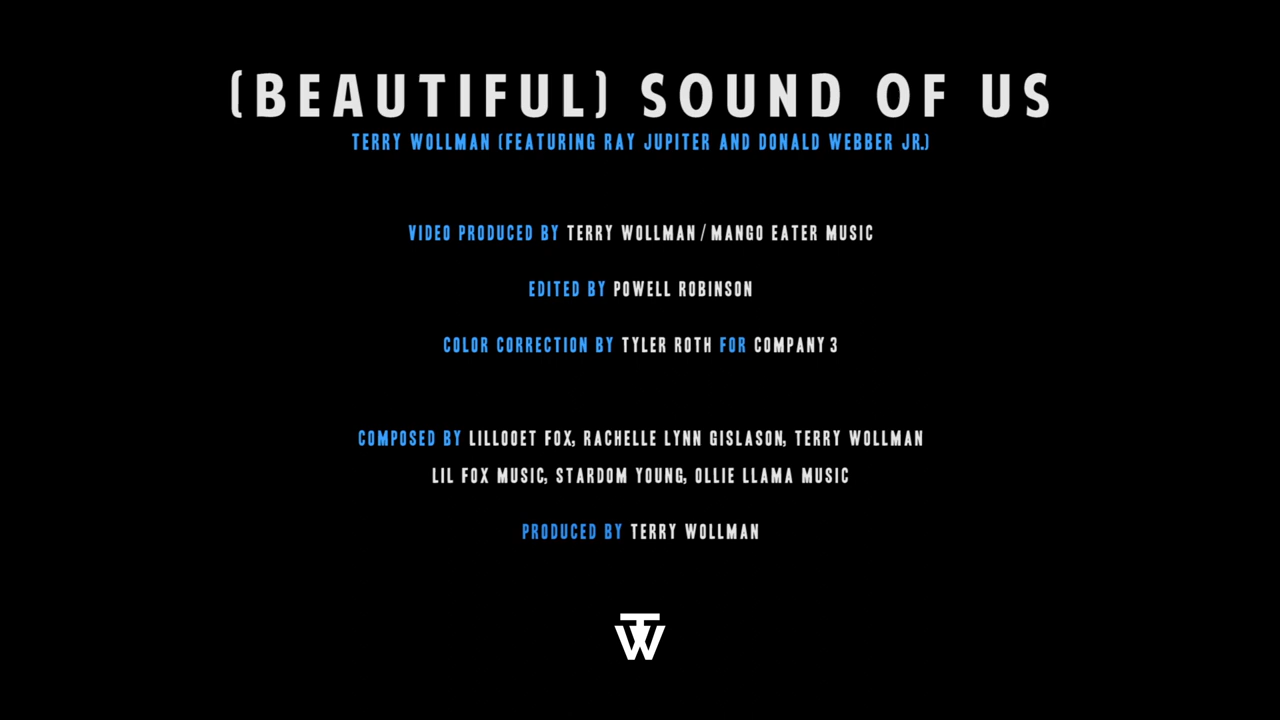 (BEAUTIFUL) SOUND OF US
TERRY WOLLMAN (FEATURING RAY JUPITER AND DONALD WEBBER JR.)
VIDEO PRODUCED BY TERRY WOLLMAN / MANGO EATER MUSIC
EDITED BY POWELL ROBINSON
COLOR CORRECTION BY TYLER ROTH FOR COMPANY 3
COMPOSED BY LILLOOET FOX, RACHELLE LYNN GISLASON, TERRY WOLLMAN
LIL FOX MUSIC, STARDOM YOUNG, OLLIE LLAMA MUSIC
PRODUCED BY TERRY WOLLMAN
TW